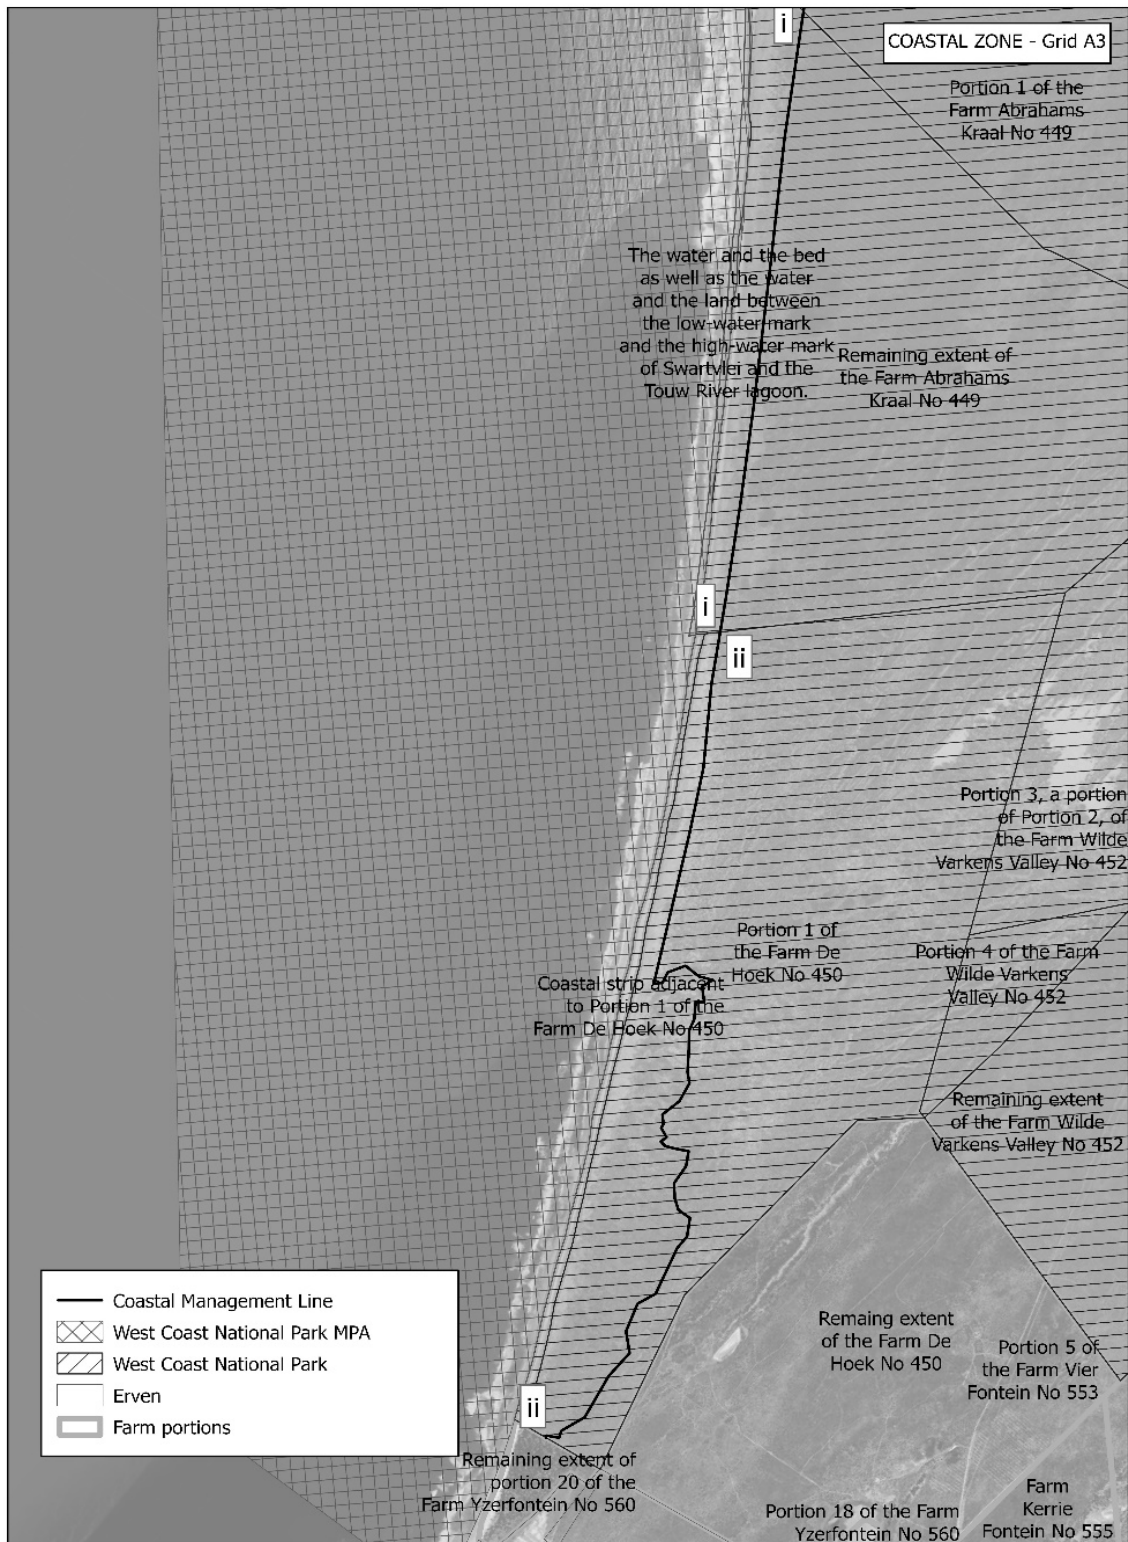 i
COASTAL ZONE - Grid A3
Portion 1 of the
Farm Abrahams
Kraal No 449
The water and the bed
as well as the water
and the land between
the low-water mark
and the high-water mark
of Swartvlei and the
Touw River lagoon.
Remaining extent of
the Farm Abrahams
Kraal No 449
i
ii
Portion 3, a portion
of Portion 2, of
the Farm Wilde
Varkens Valley No 452
Portion 1 of
the Farm De
Hoek No 450
Portion 4 of the Farm
Wilde Varkens
Valley No 452
Coastal strip adjacent
to Portion 1 of the
Farm De Hoek No 450
Remaining extent
of the Farm Wilde
Varkens Valley No 452
Coastal Management Line
West Coast National Park MPA
West Coast National Park
Erven
Farm portions
Remaing extent
of the Farm De
Hoek No 450
Portion 5 of
the Farm Vier
Fontein No 553
ii
Remaining extent of
portion 20 of the
Farm Yzerfontein No 560
Portion 18 of the Farm
Yzerfontein No 560
Farm
Kerrie
Fontein No 555